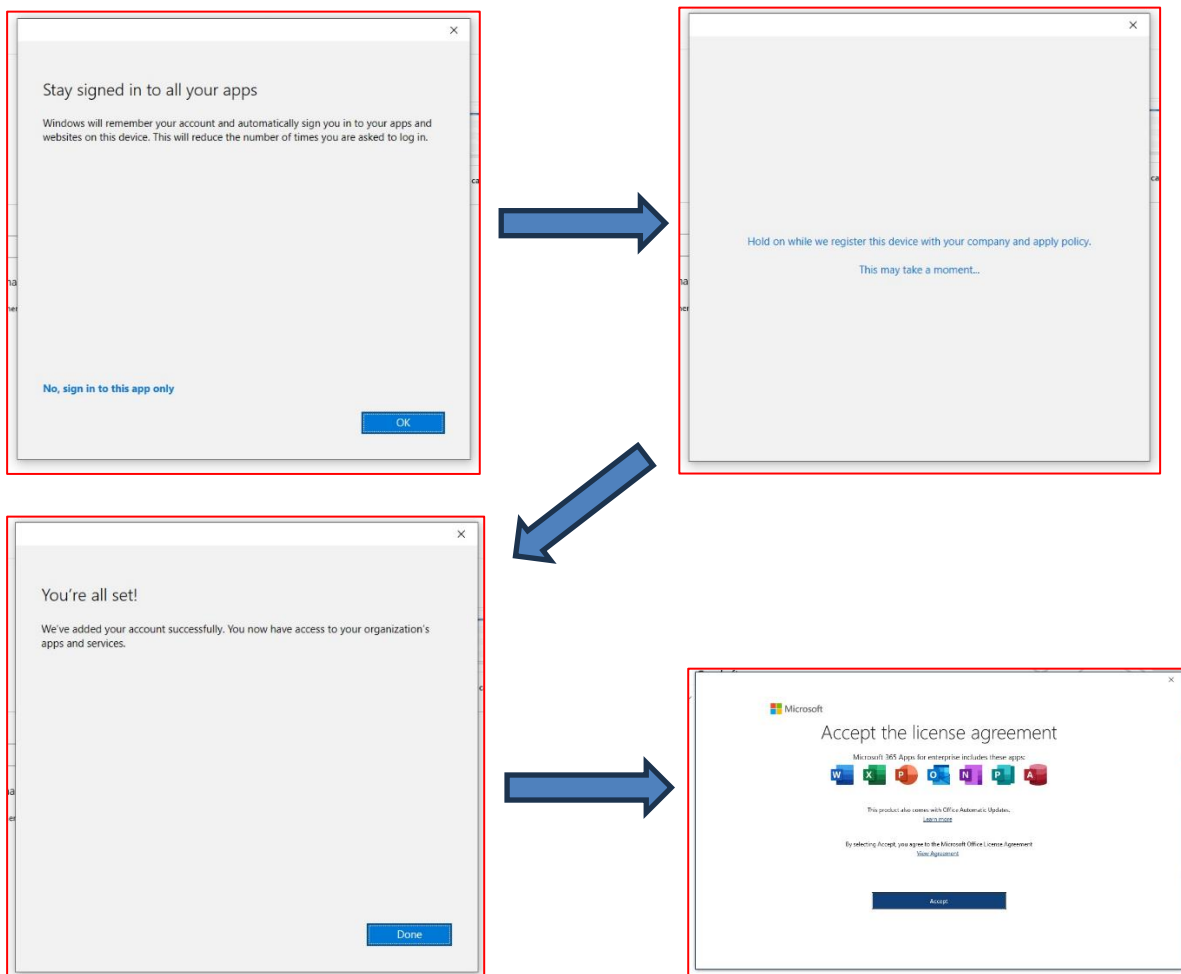 Stay signed in to all your apps
Windows will remember your account and automatically sign you in to your apps and
websites on this device. This will reduce the number of times you are asked to log in.
No, sign in to this app only
OK
Hold on while we register this device with your company and apply policy.
This may take a moment...
You're all set!
We've added your account successfully. You now have access to your organization's
apps and services.
Done
Microsoft
Accept the license agreement
Microsoft 365 Apps for enterprise includes these apps:
W X P O N P A
This product also comes with Office Automatic Updates.
Learn more
By selecting Accept, you agree to the Microsoft Office License Agreement
View Agreement
Accept